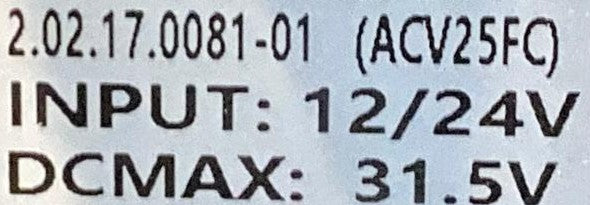 2.02.17.0081-01 (ACV25FC)
INPUT: 12/24V
DCMAX: 31.5V